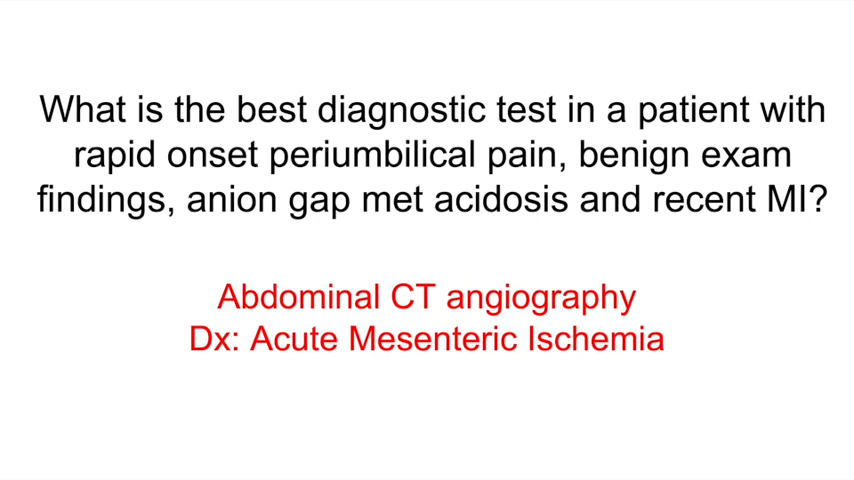 What is the best diagnostic test in a patient with
rapid onset periumbilical pain, benign exam
findings, anion gap met acidosis and recent MI?
Abdominal CT angiography
Dx: Acute Mesenteric Ischemia